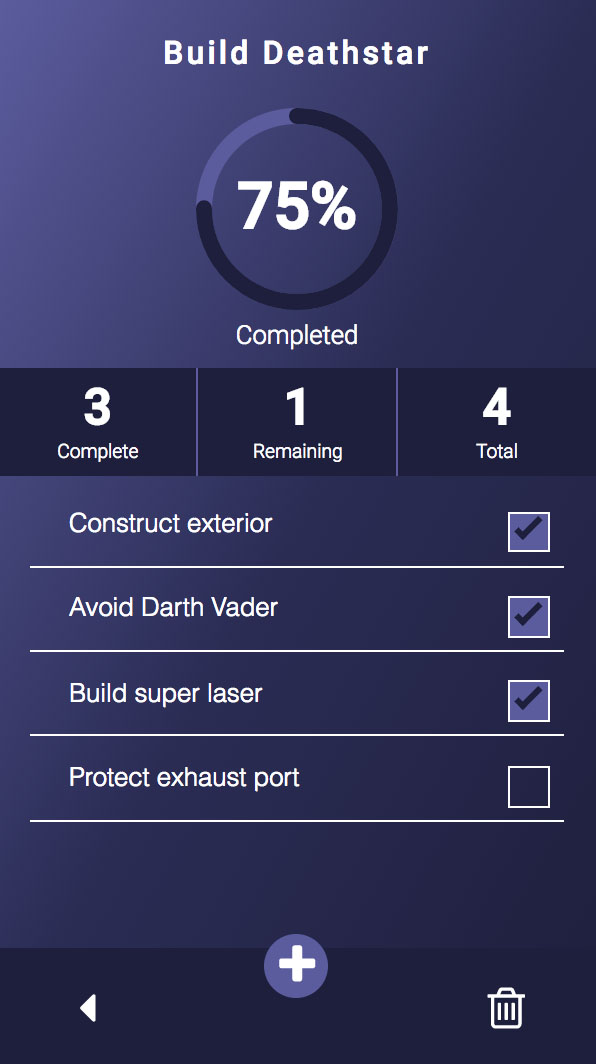 Build Deathstar
75%
Completed
3 1 4
Complete Remaining Total
Construct exterior
Avoid Darth Vader
Build super laser
Protect exhaust port